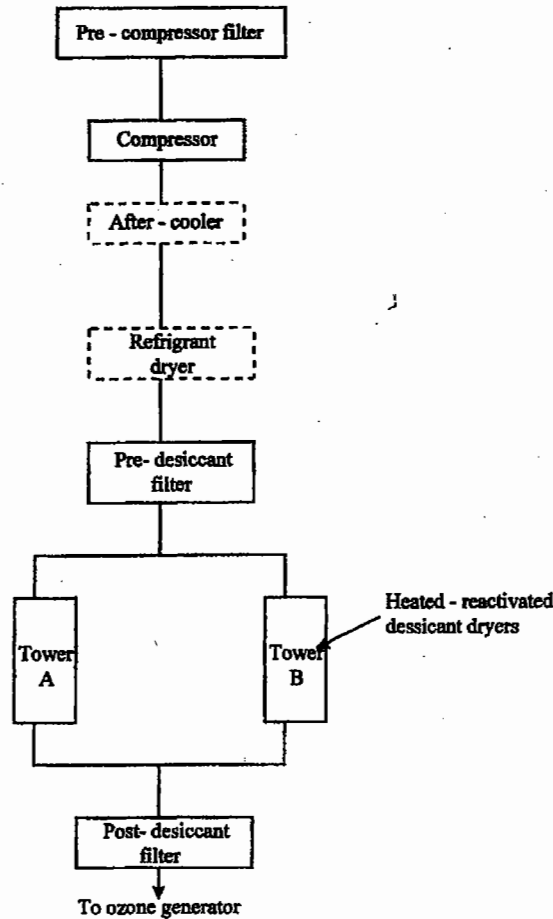 Pre - compressor filter
Compressor
After - cooler
Refrigrant
dryer
Pre- desiccant
filter
Heated - reactivated
dessicant dryers
Tower
A
Tower
B
Post- desiccant
filter
To ozone generator